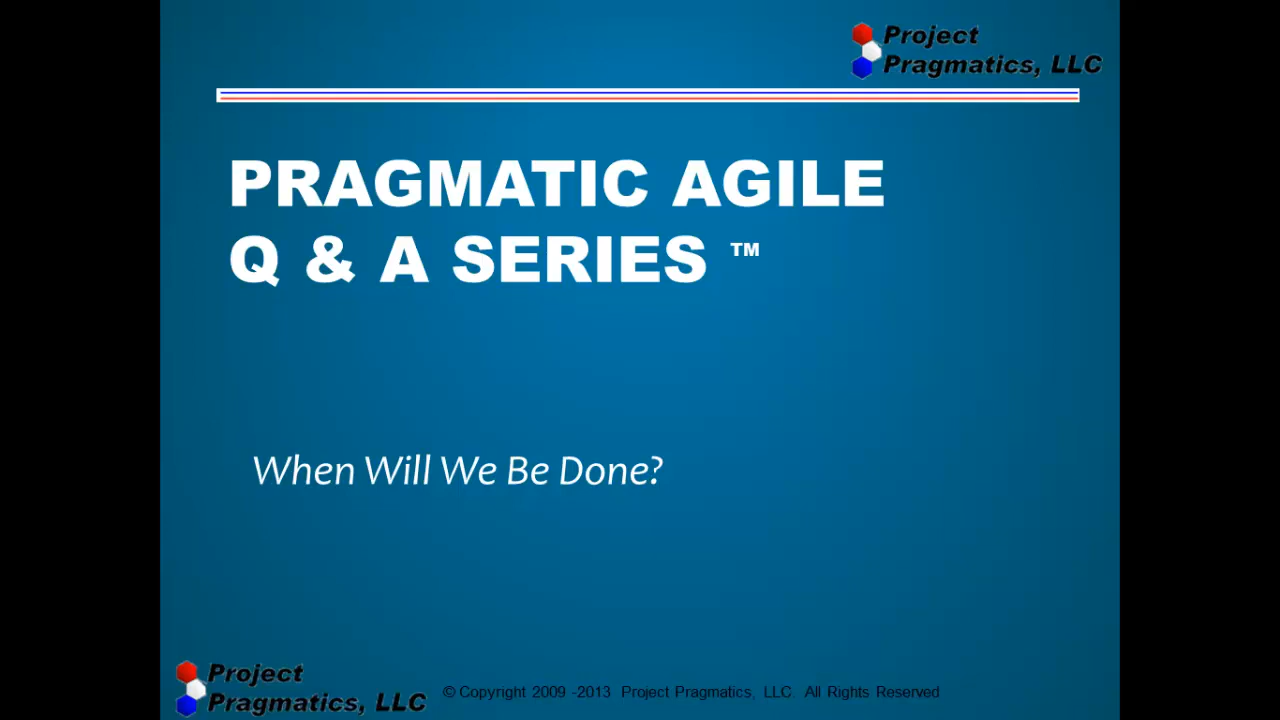 Project
Pragmatics, LLC
PRAGMATIC AGILE
Q & A SERIES ™
When Will We Be Done?
Project
Pragmatics, LLC
© Copyright 2009 -2013 Project Pragmatics, LLC. All Rights Reserved